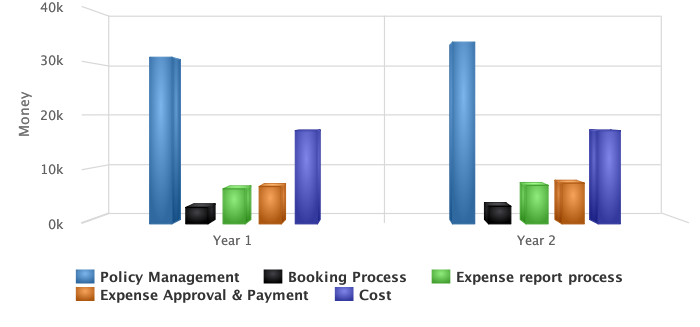 40k
30k
20k
10k
0k
Money
Year 1
Year 2
Policy Management
Booking Process
Expense report process
Expense Approval & Payment
Cost